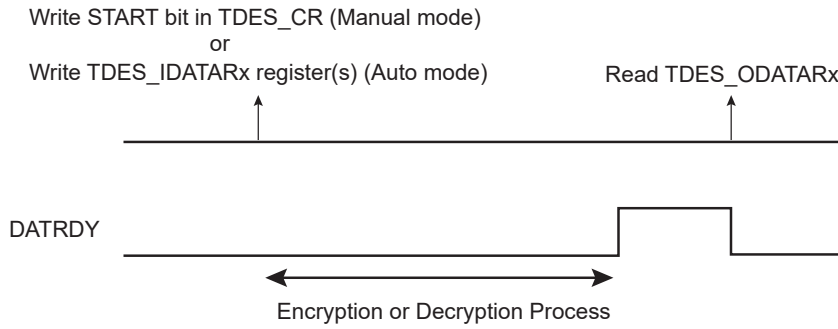 Write START bit in TDES_CR (Manual mode)
or
Write TDES_IDATARx register(s) (Auto mode)
Read TDES_ODATARx
DATRDY
Encryption or Decryption Process